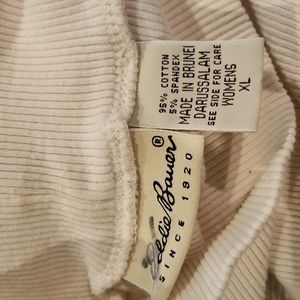 95% COTTON
5% SPANDEX
MADE IN BRUNEI
DARUSSALAM
SEE SIDE FOR CARE
WOMENS
XL
®
Eddie Bauer
SINCE 1920